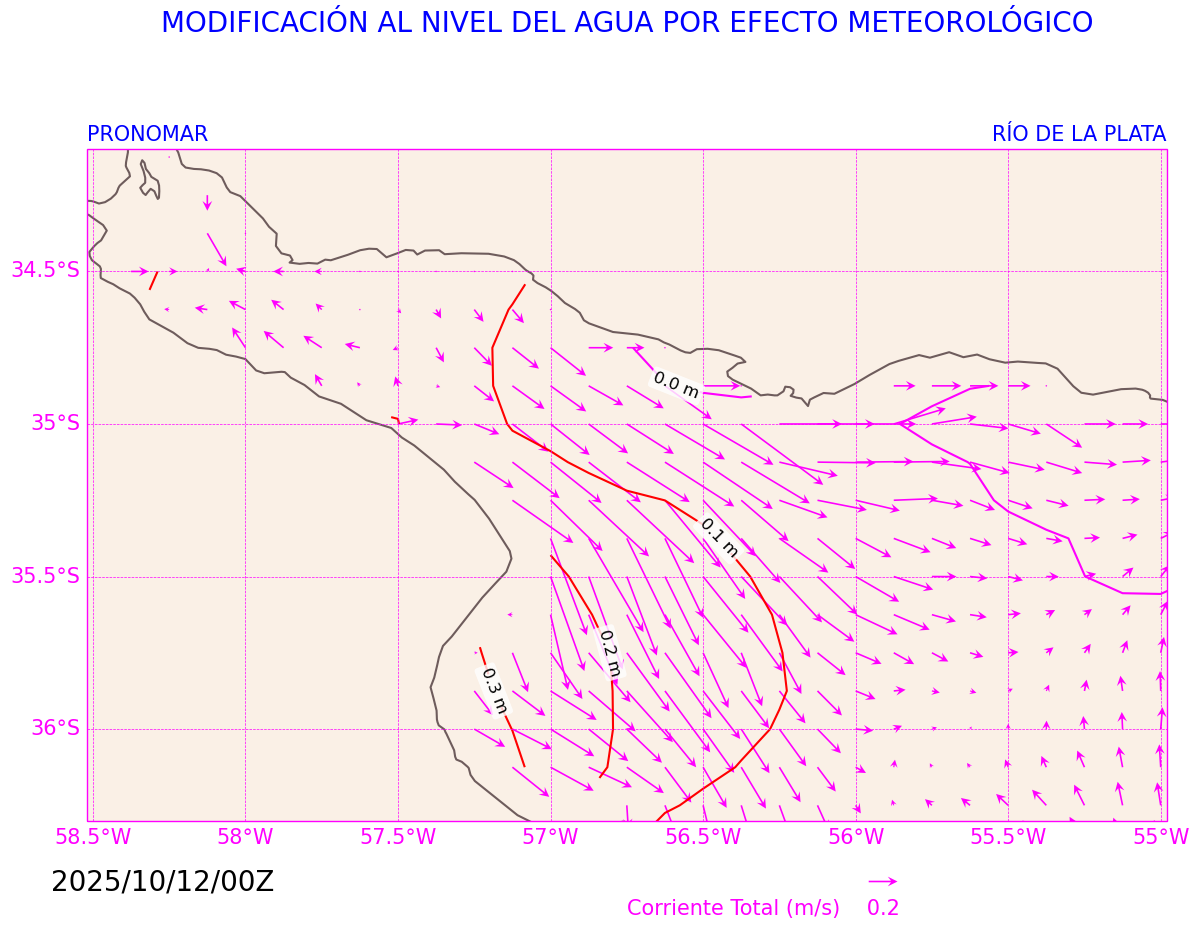 MODIFICACIÓN AL NIVEL DEL AGUA POR EFECTO METEOROLÓGICO
PRONOMAR
RÍO DE LA PLATA
34.5°S
0.0 m
35°S
0.1 m
35.5°S
0.2 m
0.3 m
36°S
58.5°W 58°W 57.5°W 57°W 56.5°W 56°W 55.5°W 55°W
2025/10/12/00Z
Corriente Total (m/s) 0.2